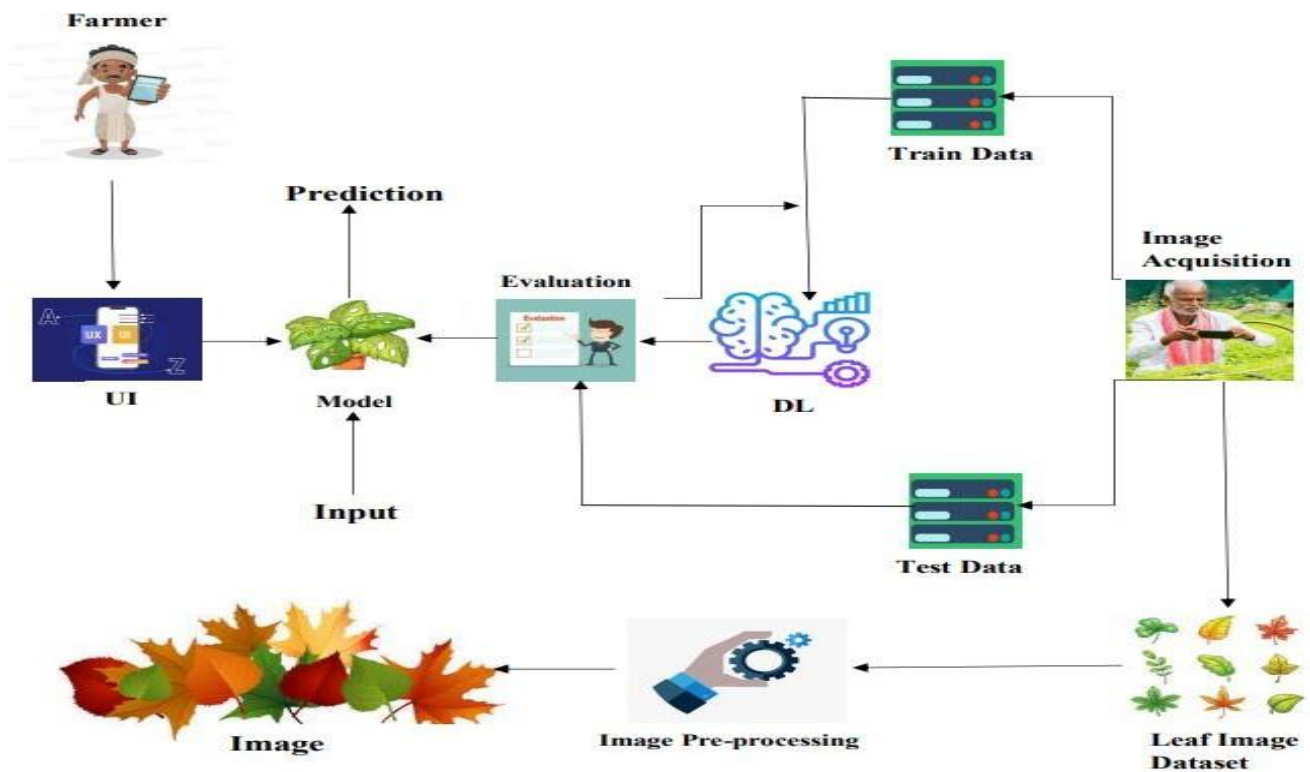 Farmer
Train Data
Prediction
Image
Acquisition
Evaluation
Evaluation
A
UX
UI
Z
UI
Model
DL
Input
Test Data
Image
Image Pre-processing
Leaf Image
Dataset